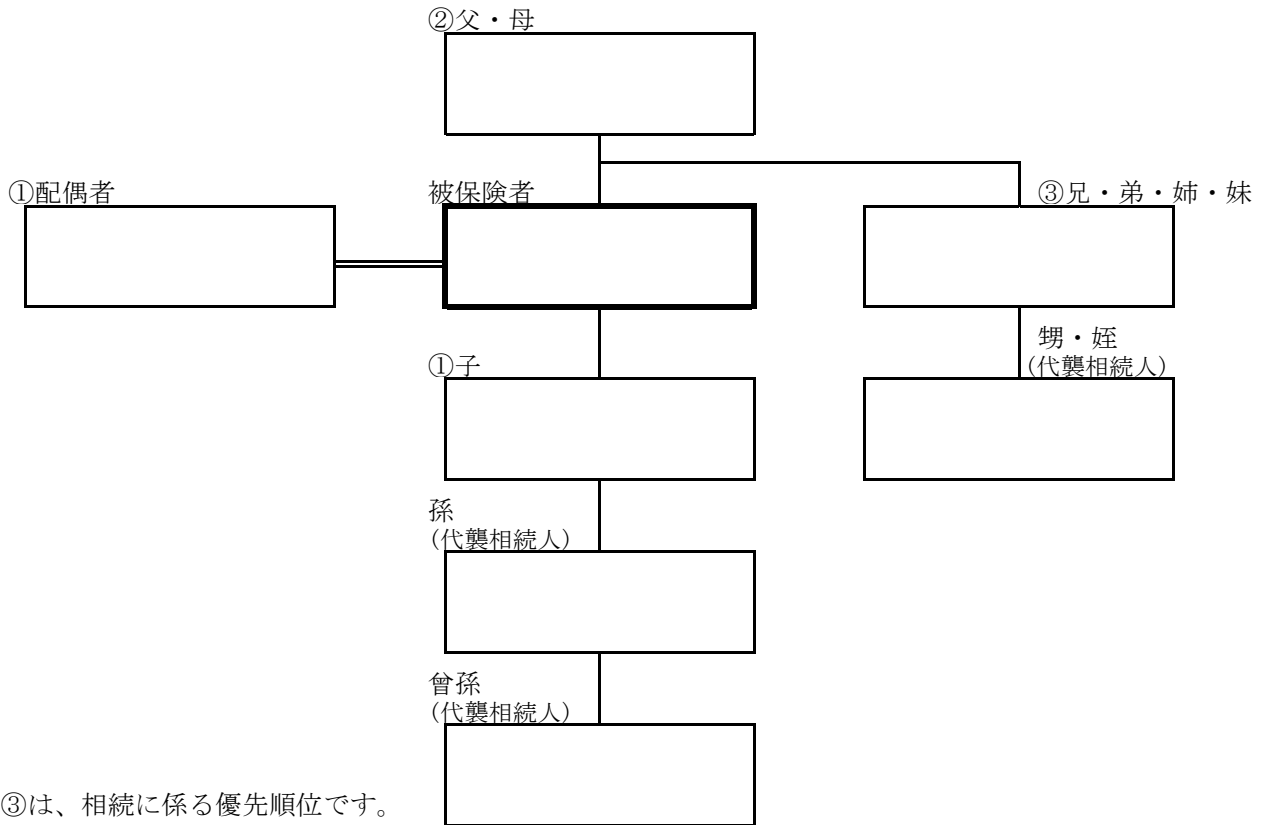 ②父・母
①配偶者
被保険者
③兄・弟・姉・妹
甥・姪
(代襲相続人)
①子
孫
(代襲相続人)
曾孫
(代襲相続人)
③は、相続に係る優先順位です。